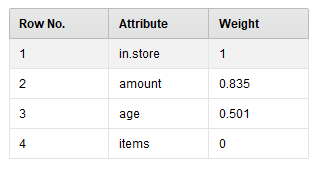 Row No. Attribute Weight
1 in.store 1
2 amount 0.835
3 age 0.501
4 items 0